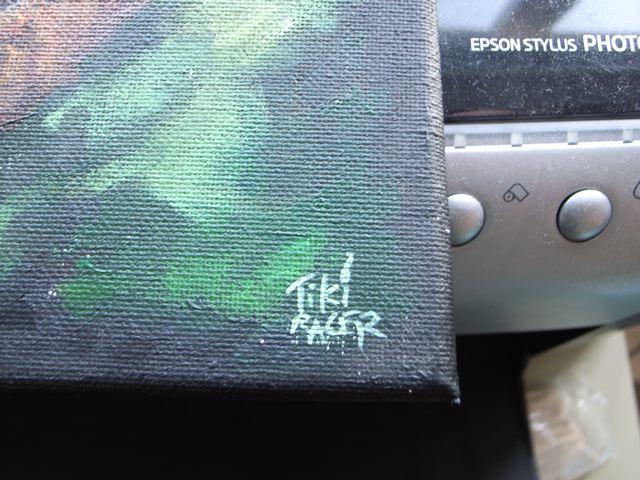 EPSON STYLUS PHOTO
Tiki
RACER